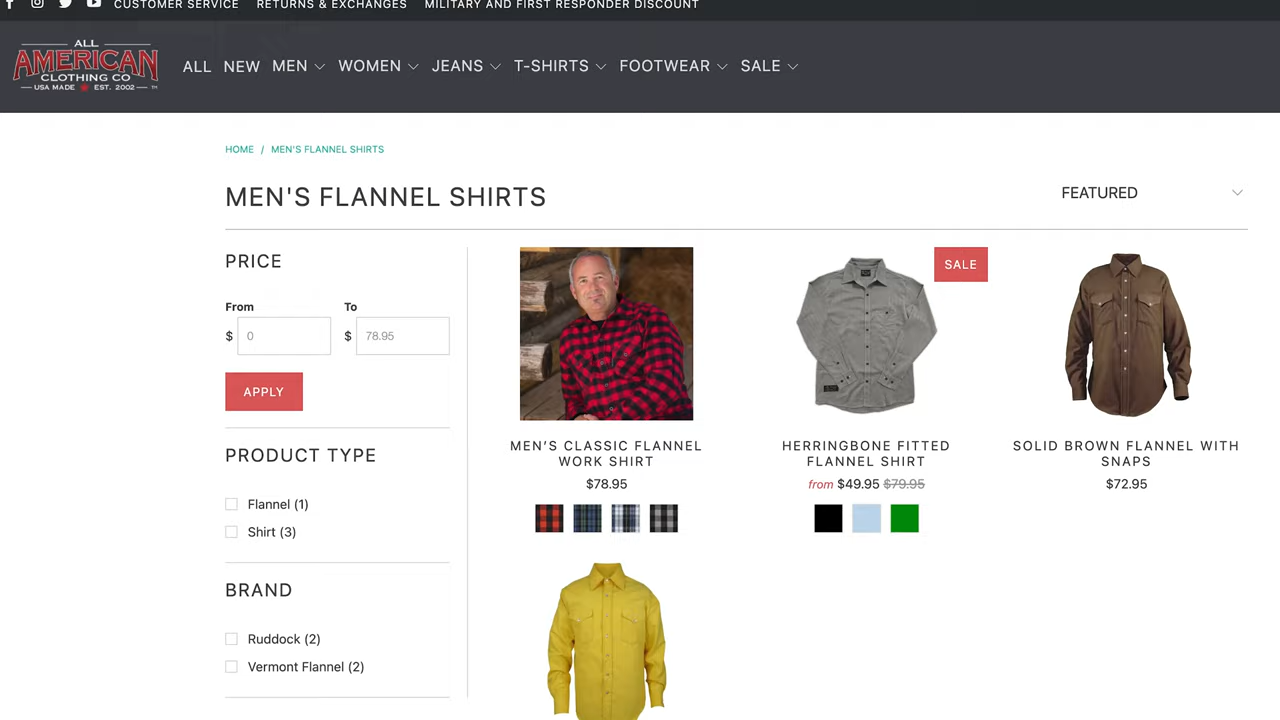 CUSTOMER SERVICE RETURNS & EXCHANGES MILITARY AND FIRST RESPONDER DISCOUNT
ALL
AMERICAN
CLOTHING CO
USA MADE EST. 2002
TM
ALL NEW MEN WOMEN JEANS T-SHIRTS FOOTWEAR SALE
HOME / MEN'S FLANNEL SHIRTS
MEN'S FLANNEL SHIRTS
FEATURED
PRICE
From To
$ 0 $ 78.95
APPLY
PRODUCT TYPE
Flannel (1)
Shirt (3)
BRAND
Ruddock (2)
Vermont Flannel (2)
MEN'S CLASSIC FLANNEL
WORK SHIRT
$78.95
SALE
HERRINGBONE FITTED
FLANNEL SHIRT
from $49.95 $79.95
SOLID BROWN FLANNEL WITH
SNAPS
$72.95